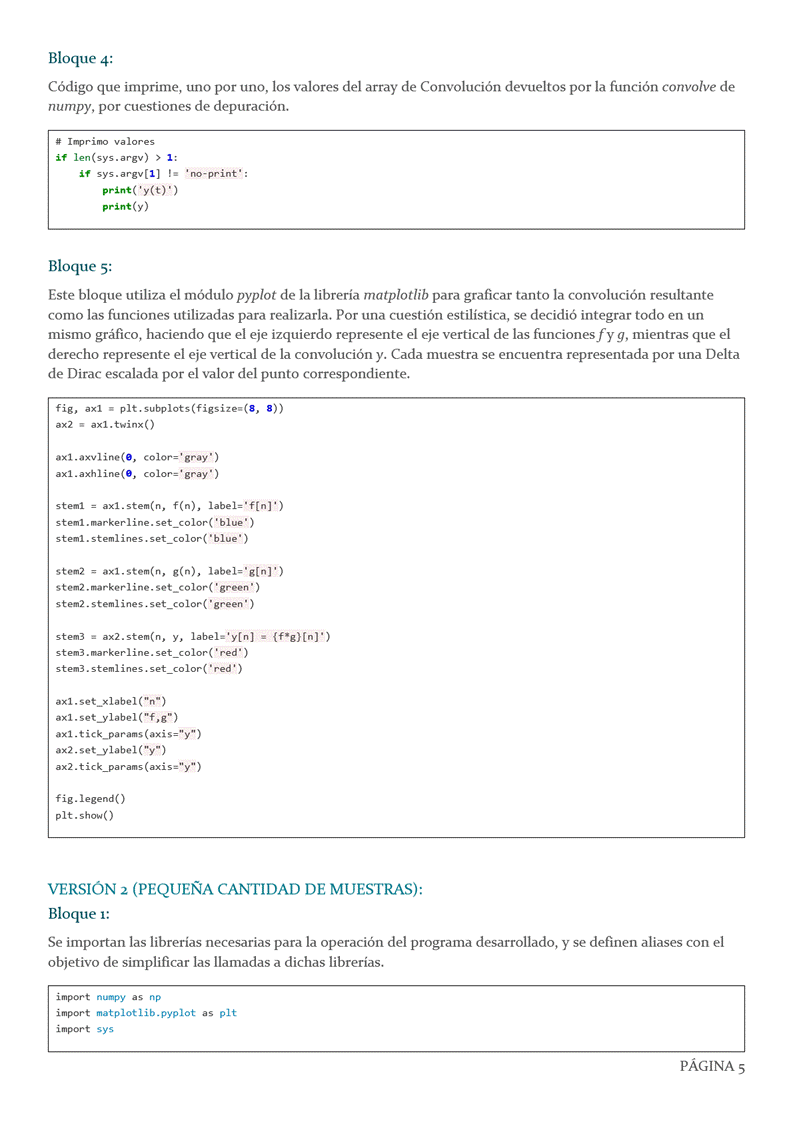 Bloque 4:
Código que imprime, uno por uno, los valores del array de Convolución devueltos por la función convolve de
numpy, por cuestiones de depuración.
# Imprimo valores
if len(sys.argv) > 1:
    if sys.argv[1] != 'no-print':
        print('y(t)')
        print(y)
Bloque 5:
Este bloque utiliza el módulo pyplot de la librería matplotlib para graficar tanto la convolución resultante
como las funciones utilizadas para realizarla. Por una cuestión estilística, se decidió integrar todo en un
mismo gráfico, haciendo que el eje izquierdo represente el eje vertical de las funciones f y g, mientras que el
derecho represente el eje vertical de la convolución y. Cada muestra se encuentra representada por una Delta
de Dirac escalada por el valor del punto correspondiente.
fig, ax1 = plt.subplots(figsize=(8, 8))
ax2 = ax1.twinx()
ax1.axvline(0, color='gray')
ax1.axhline(0, color='gray')
stem1 = ax1.stem(n, f(n), label='f[n]')
stem1.markerline.set_color('blue')
stem1.stemlines.set_color('blue')
stem2 = ax1.stem(n, g(n), label='g[n]')
stem2.markerline.set_color('green')
stem2.stemlines.set_color('green')
stem3 = ax2.stem(n, y, label='y[n] = {f*g}[n]')
stem3.markerline.set_color('red')
stem3.stemlines.set_color('red')
ax1.set_xlabel("n")
ax1.set_ylabel("f,g")
ax1.tick_params(axis="y")
ax2.set_ylabel("y")
ax2.tick_params(axis="y")
fig.legend()
plt.show()
VERSIÓN 2 (PEQUEÑA CANTIDAD DE MUESTRAS):
Bloque 1:
Se importan las librerías necesarias para la operación del programa desarrollado, y se definen aliases con el
objetivo de simplificar las llamadas a dichas librerías.
import numpy as np
import matplotlib.pyplot as plt
import sys
PÁGINA 5